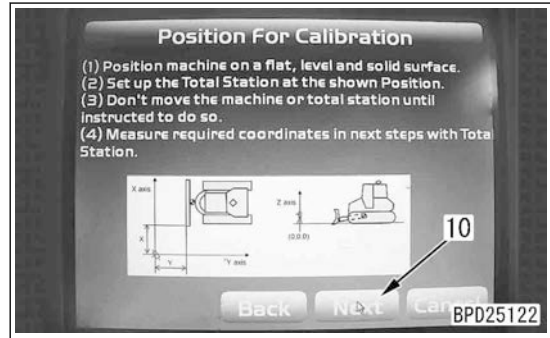 Position For Calibration
(1) Position machine on a flat, level and solid surface.
(2) Set up the Total Station at the shown Position.
(3) Don't move the machine or total station until
instructed to do so.
(4) Measure required coordinates in next steps with Total
Station.
X axis
Z axis
(0,0,0)
X
Y
Y axis
10
Back
Next
Cancel
BPD25122